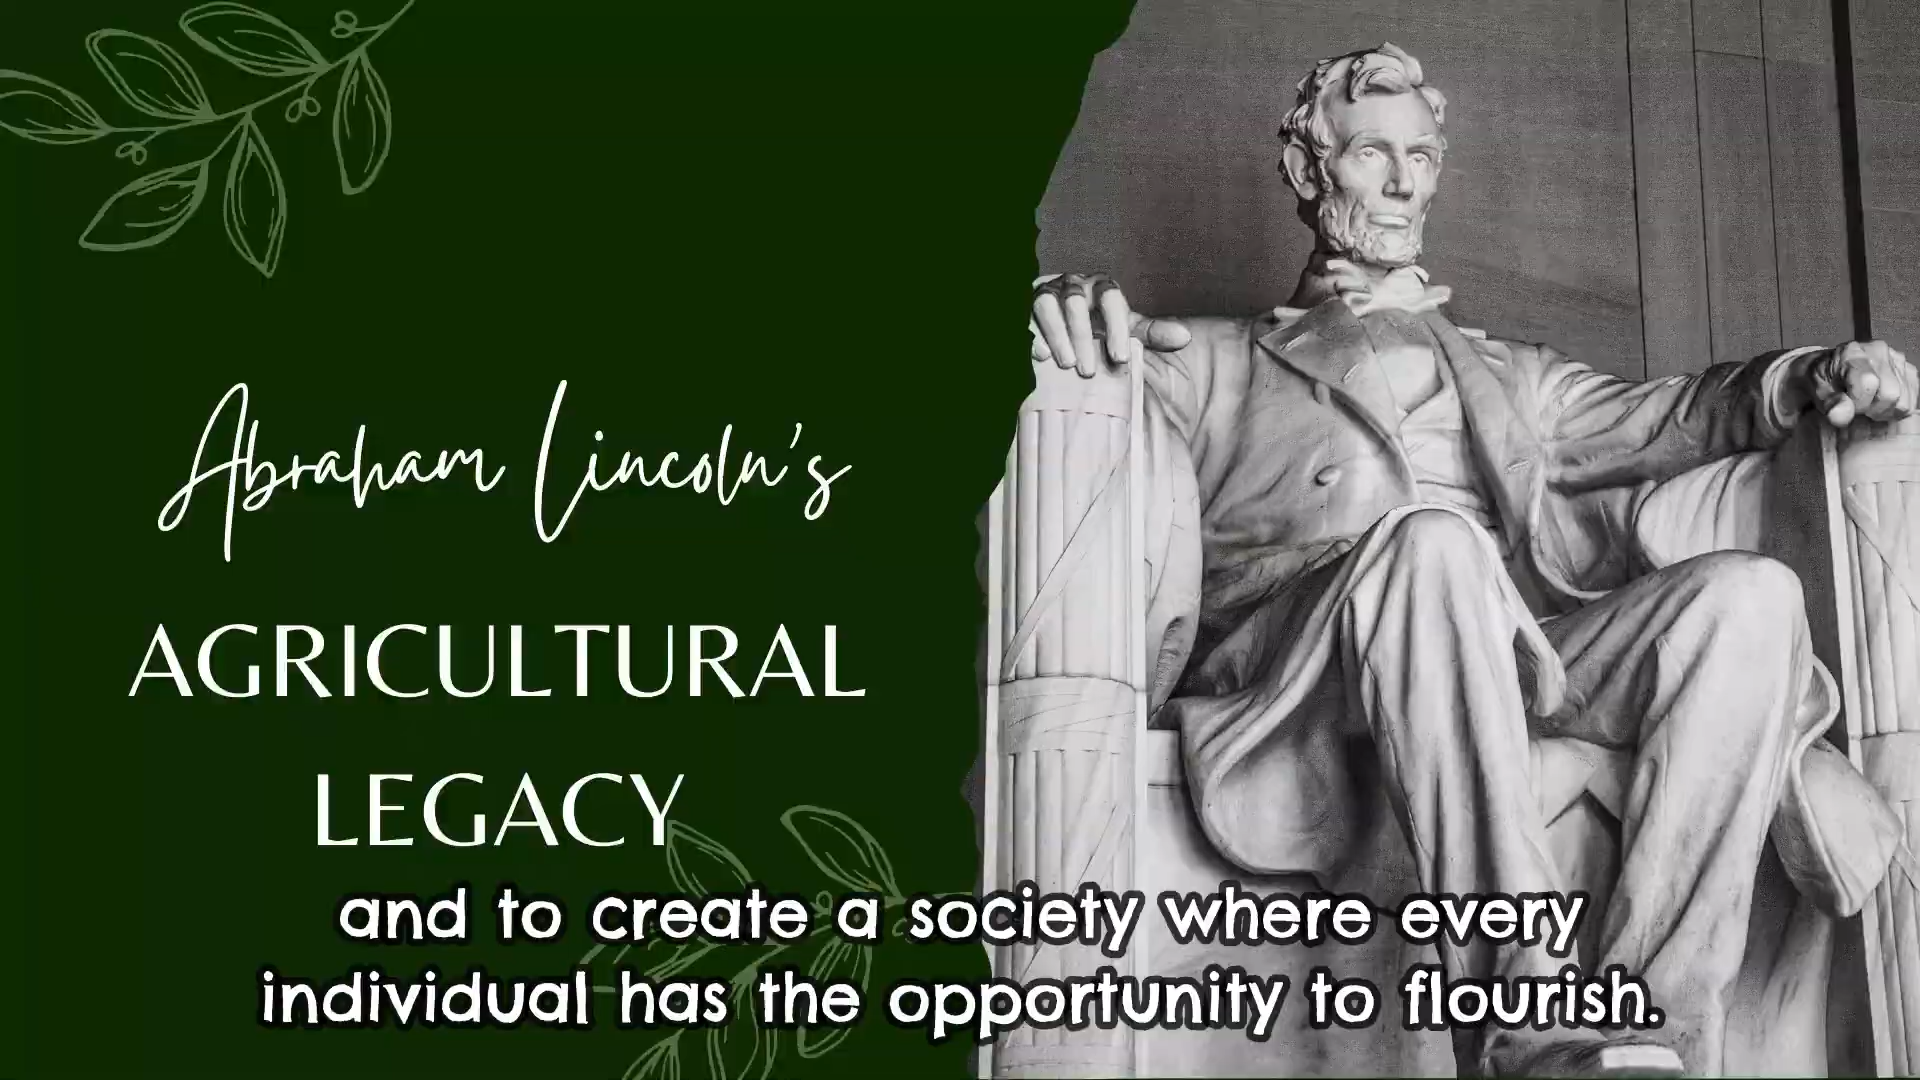 Abraham Lincoln's
AGRICULTURAL
LEGACY
and to create a society where every
individual has the opportunity to flourish.